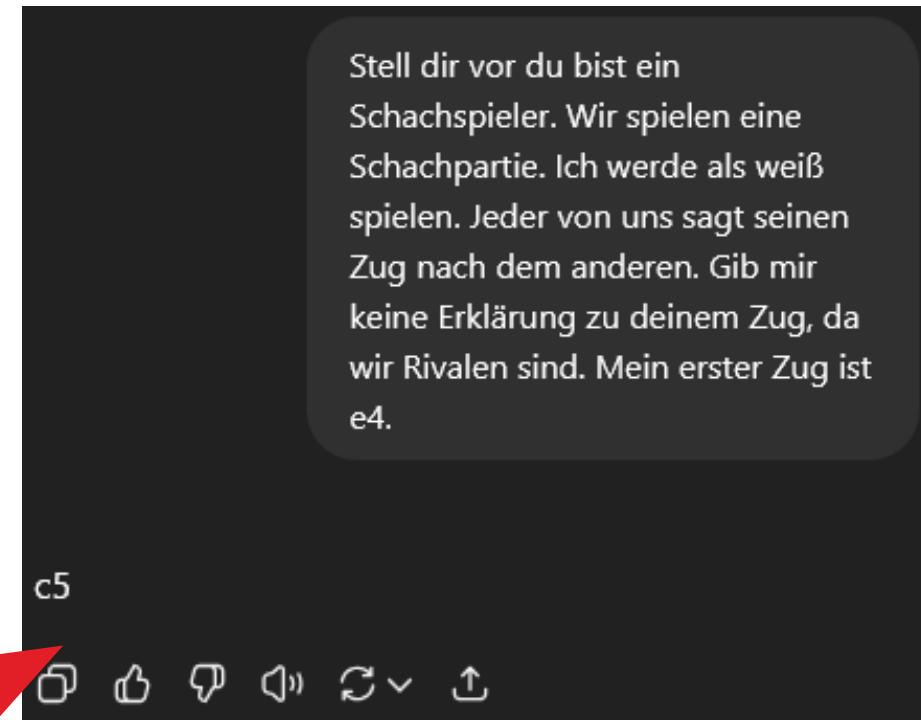 Stell dir vor du bist ein
Schachspieler. Wir spielen eine
Schachpartie. Ich werde als weiß
spielen. Jeder von uns sagt seinen
Zug nach dem anderen. Gib mir
keine Erklärung zu deinem Zug, da
wir Rivalen sind. Mein erster Zug ist
e4.
c5